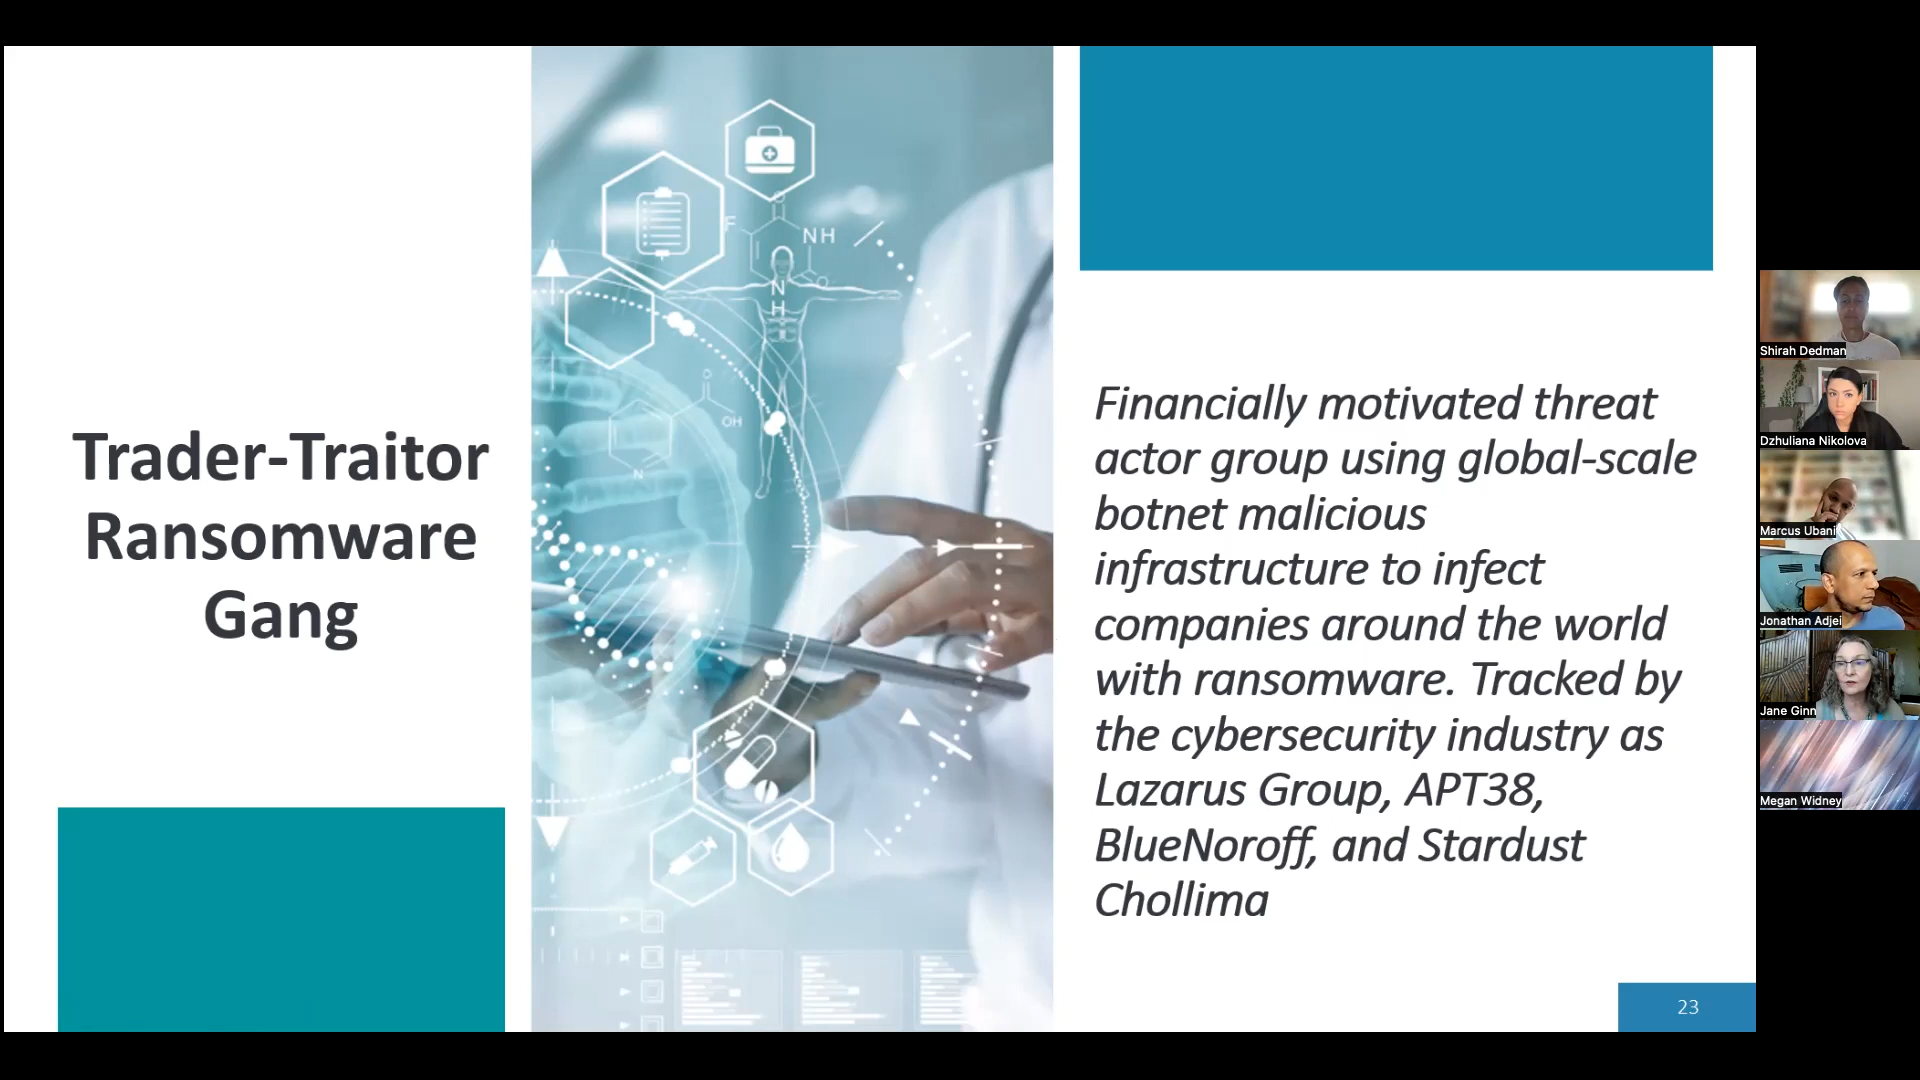 Trader-Traitor
Ransomware
Gang
F
NH
O
O
N
H
O
OH
N
Financially motivated threat
actor group using global-scale
botnet malicious
infrastructure to infect
companies around the world
with ransomware. Tracked by
the cybersecurity industry as
Lazarus Group, APT38,
BlueNoroff, and Stardust
Chollima
23
Shirah Dedman
Dzhuliana Nikolova
Marcus Ubani
Jonathan Adjei
Jane Ginn
Megan Widney